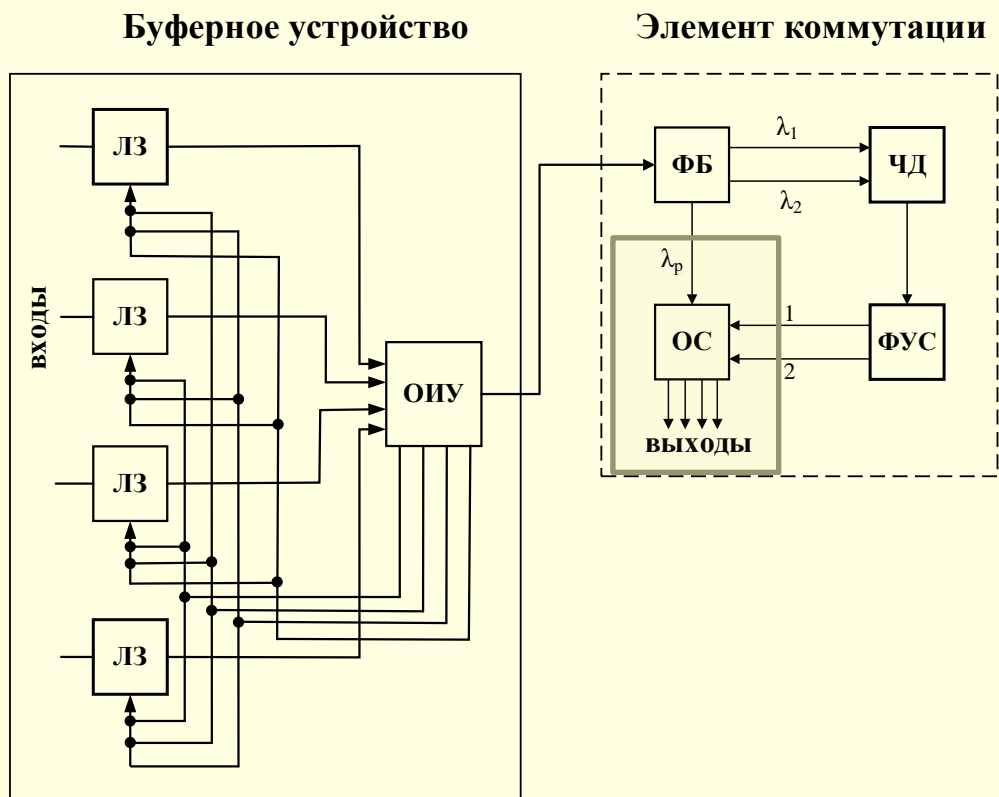 Буферное устройство
Элемент коммутации
ЛЗ
ЛЗ
ЛЗ
ЛЗ
входы
ОИУ
ФБ
λ1
λ2
ЧД
λр
ОС
1
2
ФУС
выходы